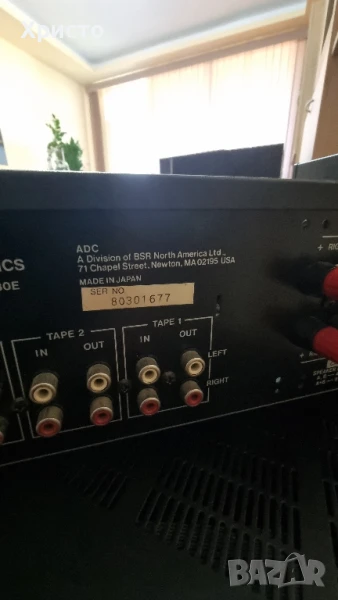 Христо
ADC
A Division of BSR North America Ltd.,
71 Chapel Street, Newton, MA 02195 USA
MADE IN JAPAN
SER NO.
80301677
TAPE 2
IN OUT
TAPE 1
IN OUT
LEFT
RIGHT
BAZAR